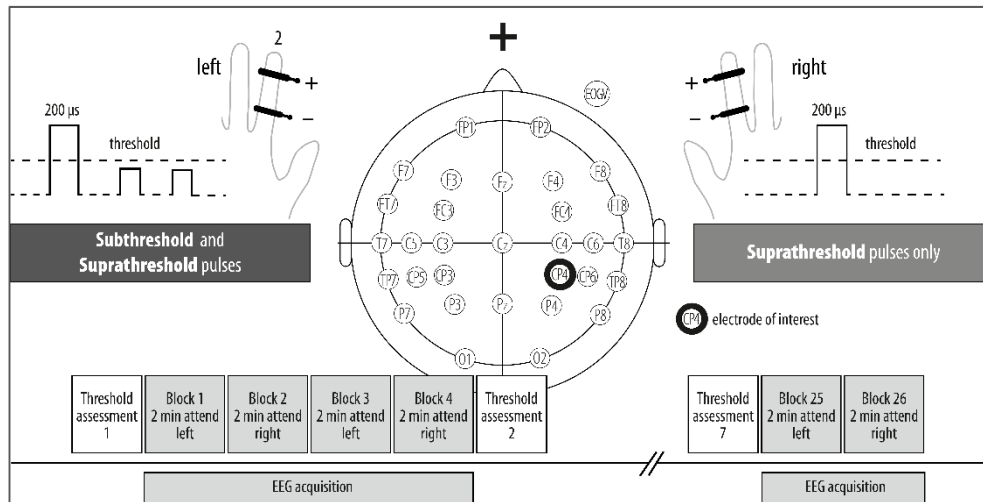 2
left
+
−
200 µs
threshold
Subthreshold and
Suprathreshold pulses
+
EOGV
FP1 FP2
F7 F3 Fz F4 F8
FT7 FC3 FC4 FT8
T7 C5 C3 Cz C4 C6 T8
TP7 CP5 CP3 CP4 CP6 TP8
P7 P3 Pz P4 P8
O1 O2
right
+
−
200 µs
Suprathreshold pulses only
CP4 electrode of interest
Threshold
assessment
1
Block 1
2 min attend
left
Block 2
2 min attend
right
Block 3
2 min attend
left
Block 4
2 min attend
right
Threshold
assessment
2
Threshold
assessment
7
Block 25
2 min attend
left
Block 26
2 min attend
right
//
EEG acquisition